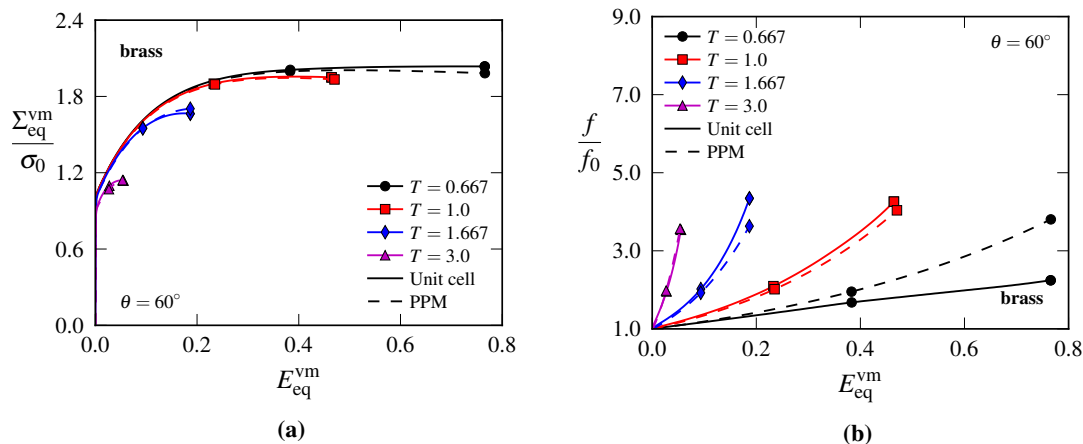 2.4
1.8
1.2
0.6
0.0
Σ_eq^vm / σ_0
brass
T = 0.667
T = 1.0
T = 1.667
T = 3.0
Unit cell
PPM
θ = 60°
0.0 0.2 0.4 0.6 0.8
E_eq^vm
(a)
9.0
7.0
5.0
3.0
1.0
f / f_0
T = 0.667
T = 1.0
T = 1.667
T = 3.0
Unit cell
PPM
θ = 60°
brass
0.0 0.2 0.4 0.6 0.8
E_eq^vm
(b)